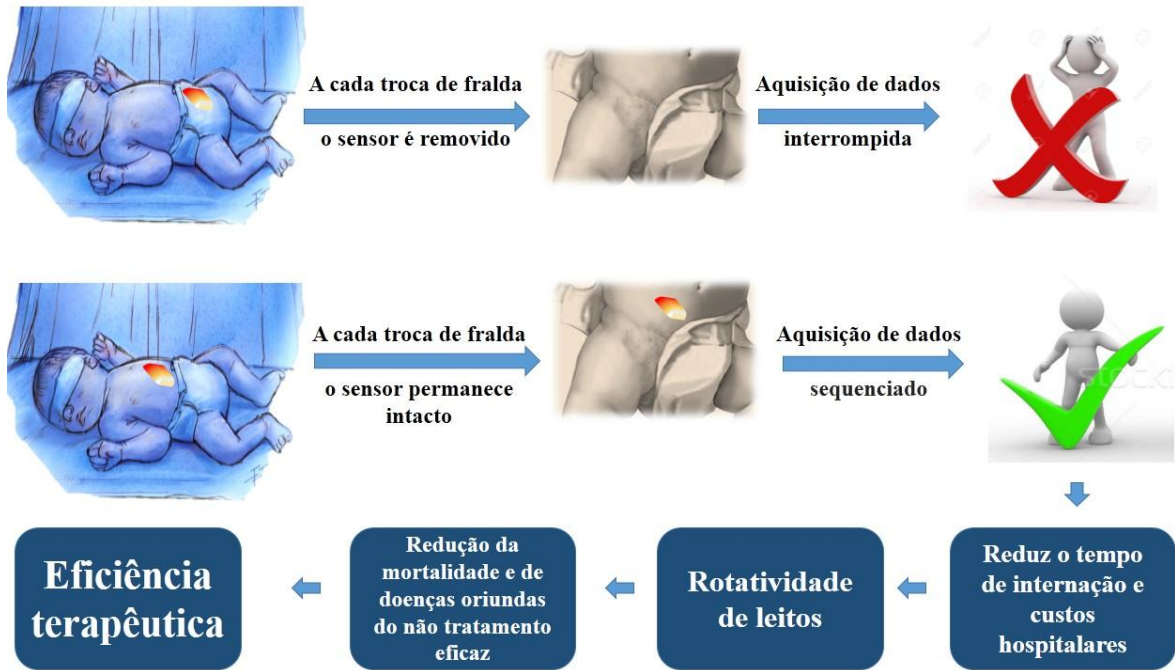 A cada troca de fralda
o sensor é removido
Aquisição de dados
interrompida
A cada troca de fralda
o sensor permanece
intacto
Aquisição de dados
sequenciado
Eficiência
terapêutica
Redução da
mortalidade e de
doenças oriundas
do não tratamento
eficaz
Rotatividade
de leitos
Reduz o tempo
de internação e
custos
hospitalares